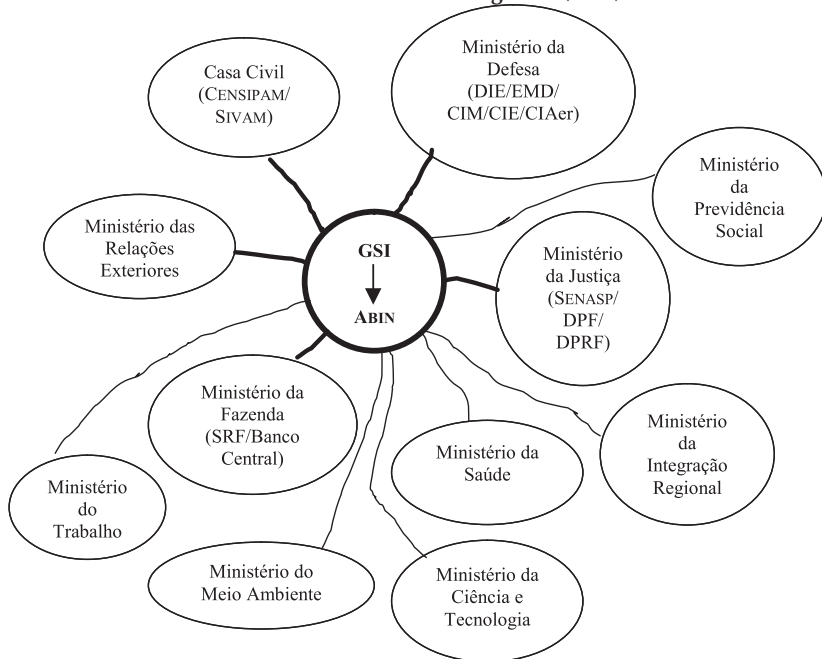 Casa Civil
(CENSIPAM/
SIVAM)
Ministério da
Defesa
(DIE/EMD/
CIM/CIE/CIAer)
Ministério
da
Previdência
Social
Ministério das
Relações
Exteriores
GSI
ABIN
Ministério
da Justiça
(SENASP/
DPF/
DPRF)
Ministério da
Fazenda
(SRF/Banco
Central)
Ministério da
Saúde
Ministério
da
Integração
Regional
Ministério
do
Trabalho
Ministério do
Meio Ambiente
Ministério da
Ciência e
Tecnologia